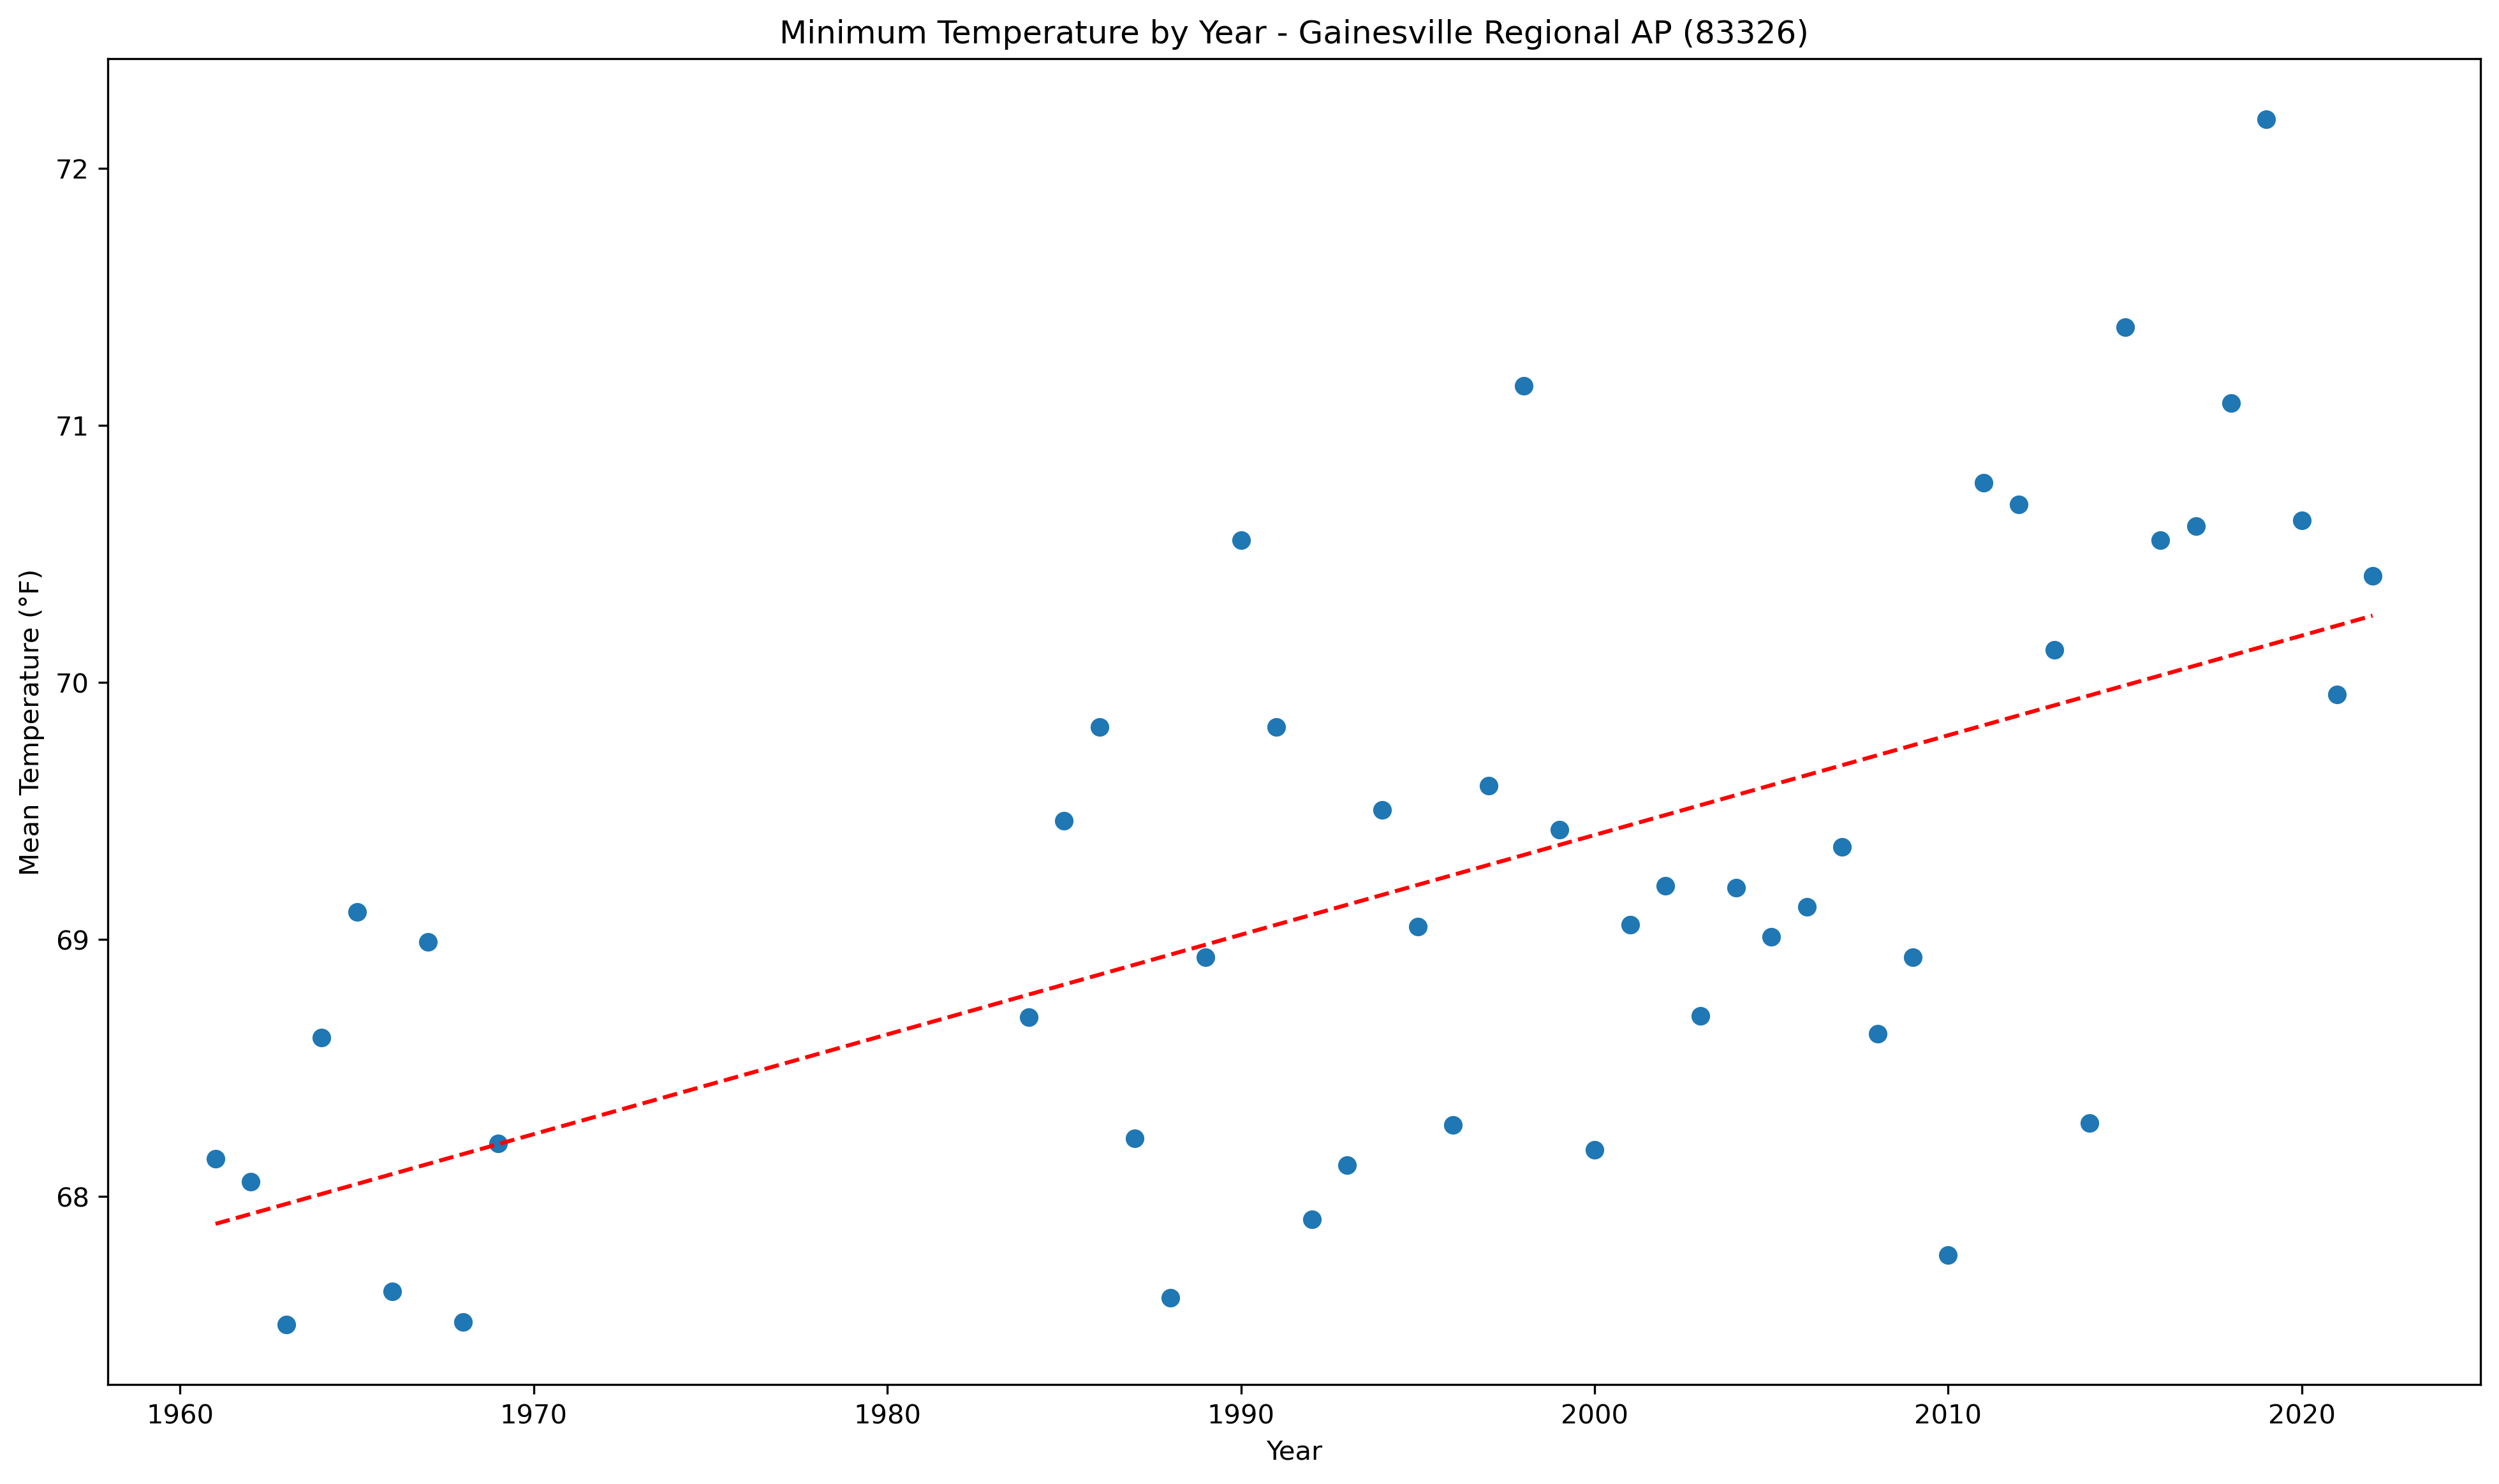 Minimum Temperature by Year - Gainesville Regional AP (83326)
Mean Temperature (°F)
72
71
70
69
68
1960 1970 1980 1990 2000 2010 2020
Year